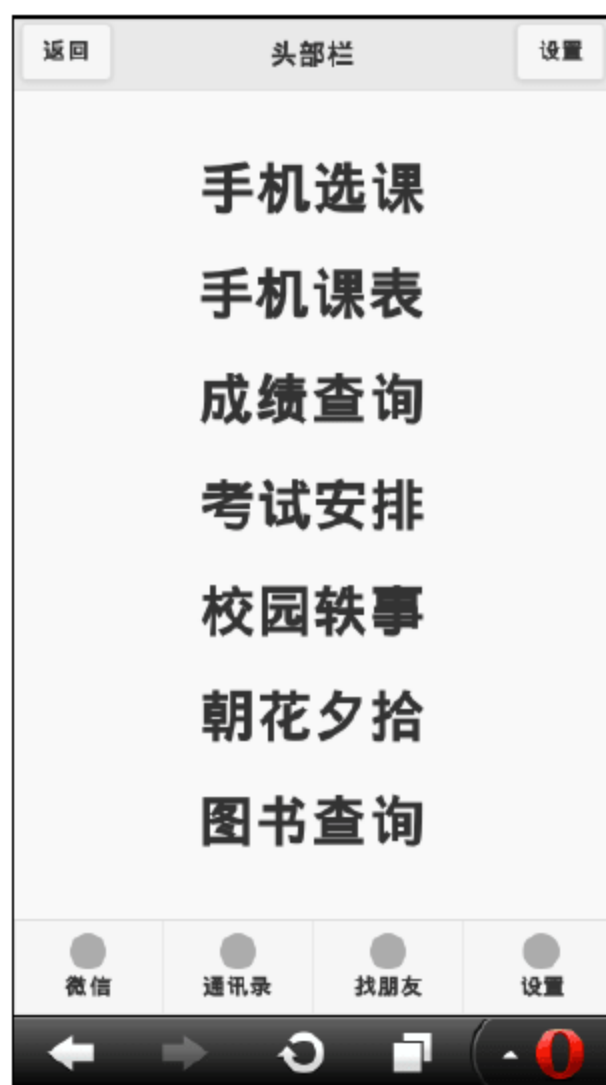 返回 头部栏 设置
手机选课
手机课表
成绩查询
考试安排
校园轶事
朝花夕拾
图书查询
微信 通讯录 找朋友 设置